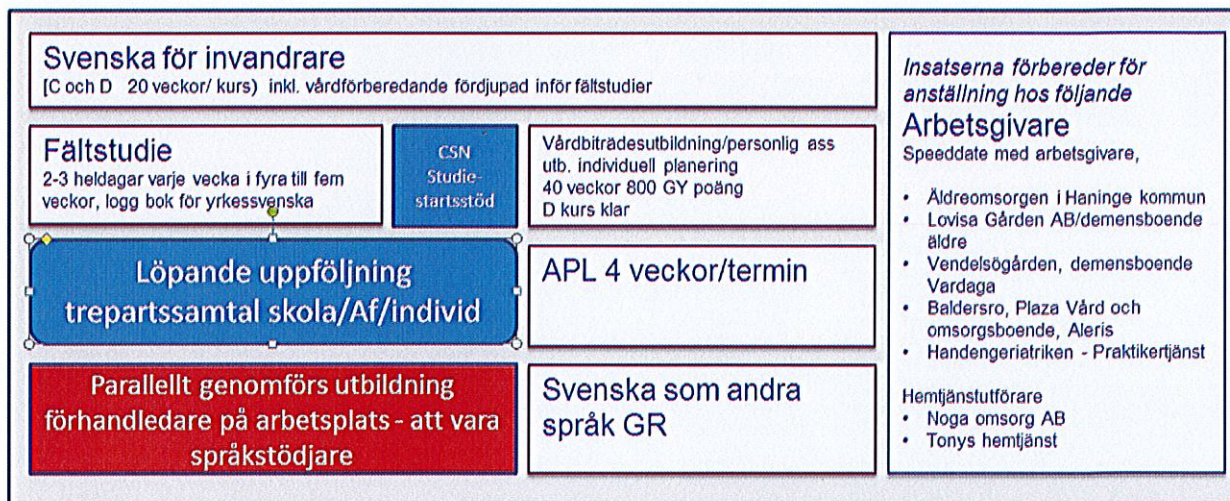 Svenska för invandrare
[C och D 20 veckor/ kurs) inkl. vårdförberedande fördjupad inför fältstudier
Fältstudie
2-3 heldagar varje vecka i fyra till fem
veckor, logg bok för yrkessvenska
CSN
Studie-
startsstöd
Vårdbiträdesutbildning/personlig ass
utb. individuell planering
40 veckor 800 GY poäng
D kurs klar
Löpande uppföljning
trepartssamtal skola/Af/individ
APL 4 veckor/termin
Parallellt genomförs utbildning
förhandledare på arbetsplats - att vara
språkstödjare
Svenska som andra
språk GR
Insatserna förbereder för
anställning hos följande
Arbetsgivare
Speeddate med arbetsgivare,
• Äldreomsorgen i Haninge kommun
• Lovisa Gården AB/demensboende
äldre
• Vendelsögården, demensboende
Vardaga
• Baldersro, Plaza Vård och
omsorgsboende, Aleris
• Handengeriatriken - Praktikertjänst
Hemtjänstutförare
• Noga omsorg AB
• Tonys hemtjänst